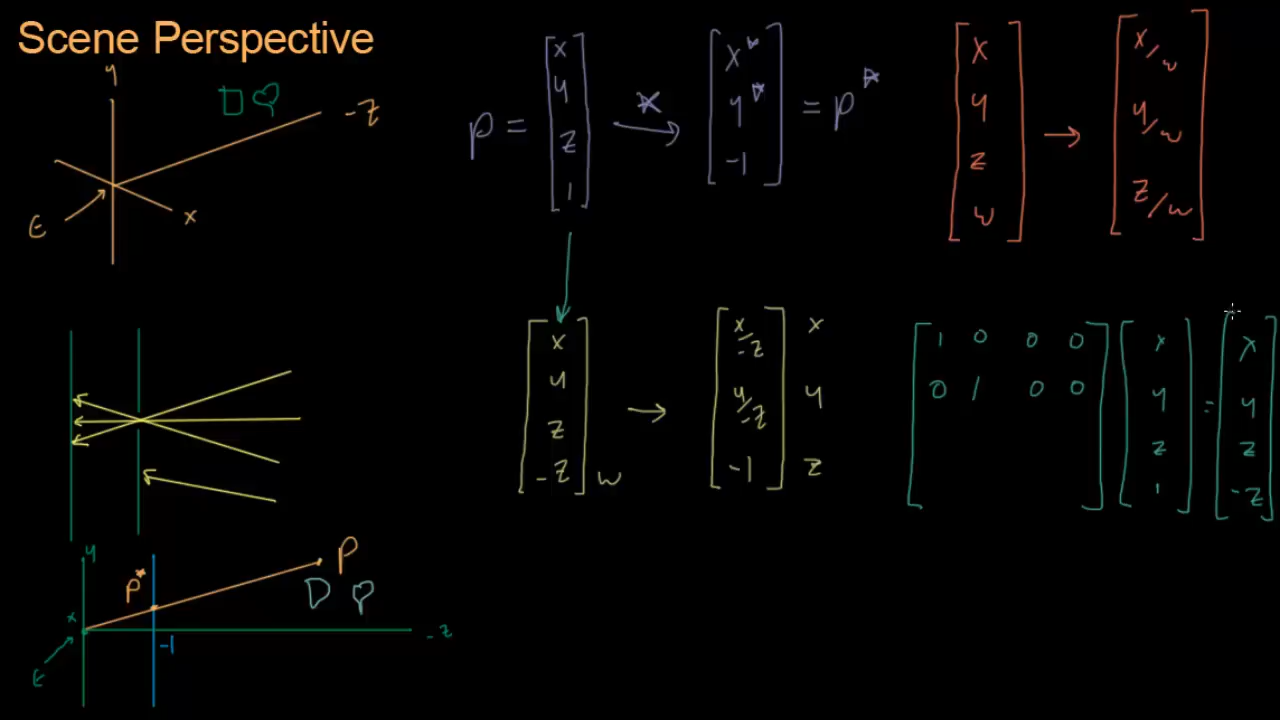 Scene Perspective
y
D
-z
x
E
p = [x y z 1] → [x* y* -1] = p*
*
[x y z w] → [x/w y/w z/w]
[x y z -z] w → [x/-z y/-z -1] x y z
[1 0 0 0
0 1 0 0] [x y z 1] = [x y z -z]
y
P*
P
D
x
-1
-z
E